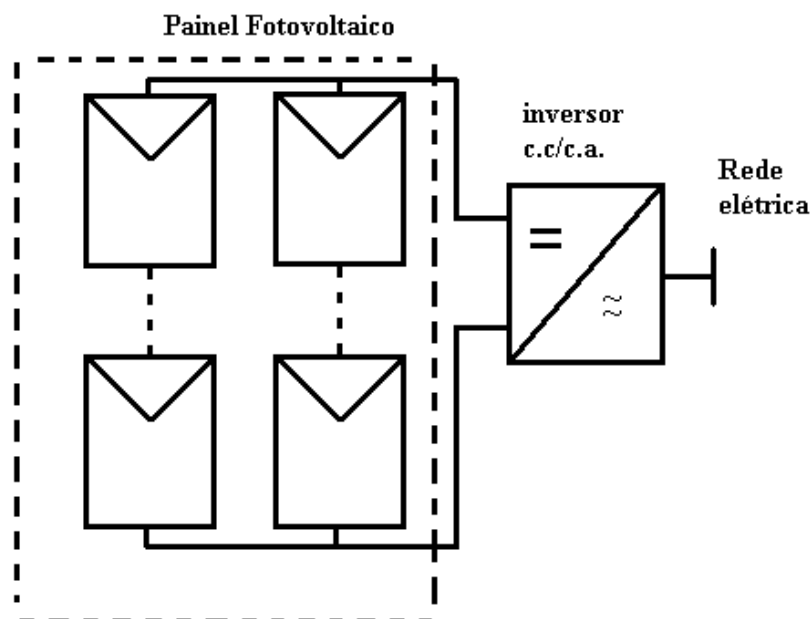 Painel Fotovoltaico
inversor
c.c/c.a.
Rede
elétrica